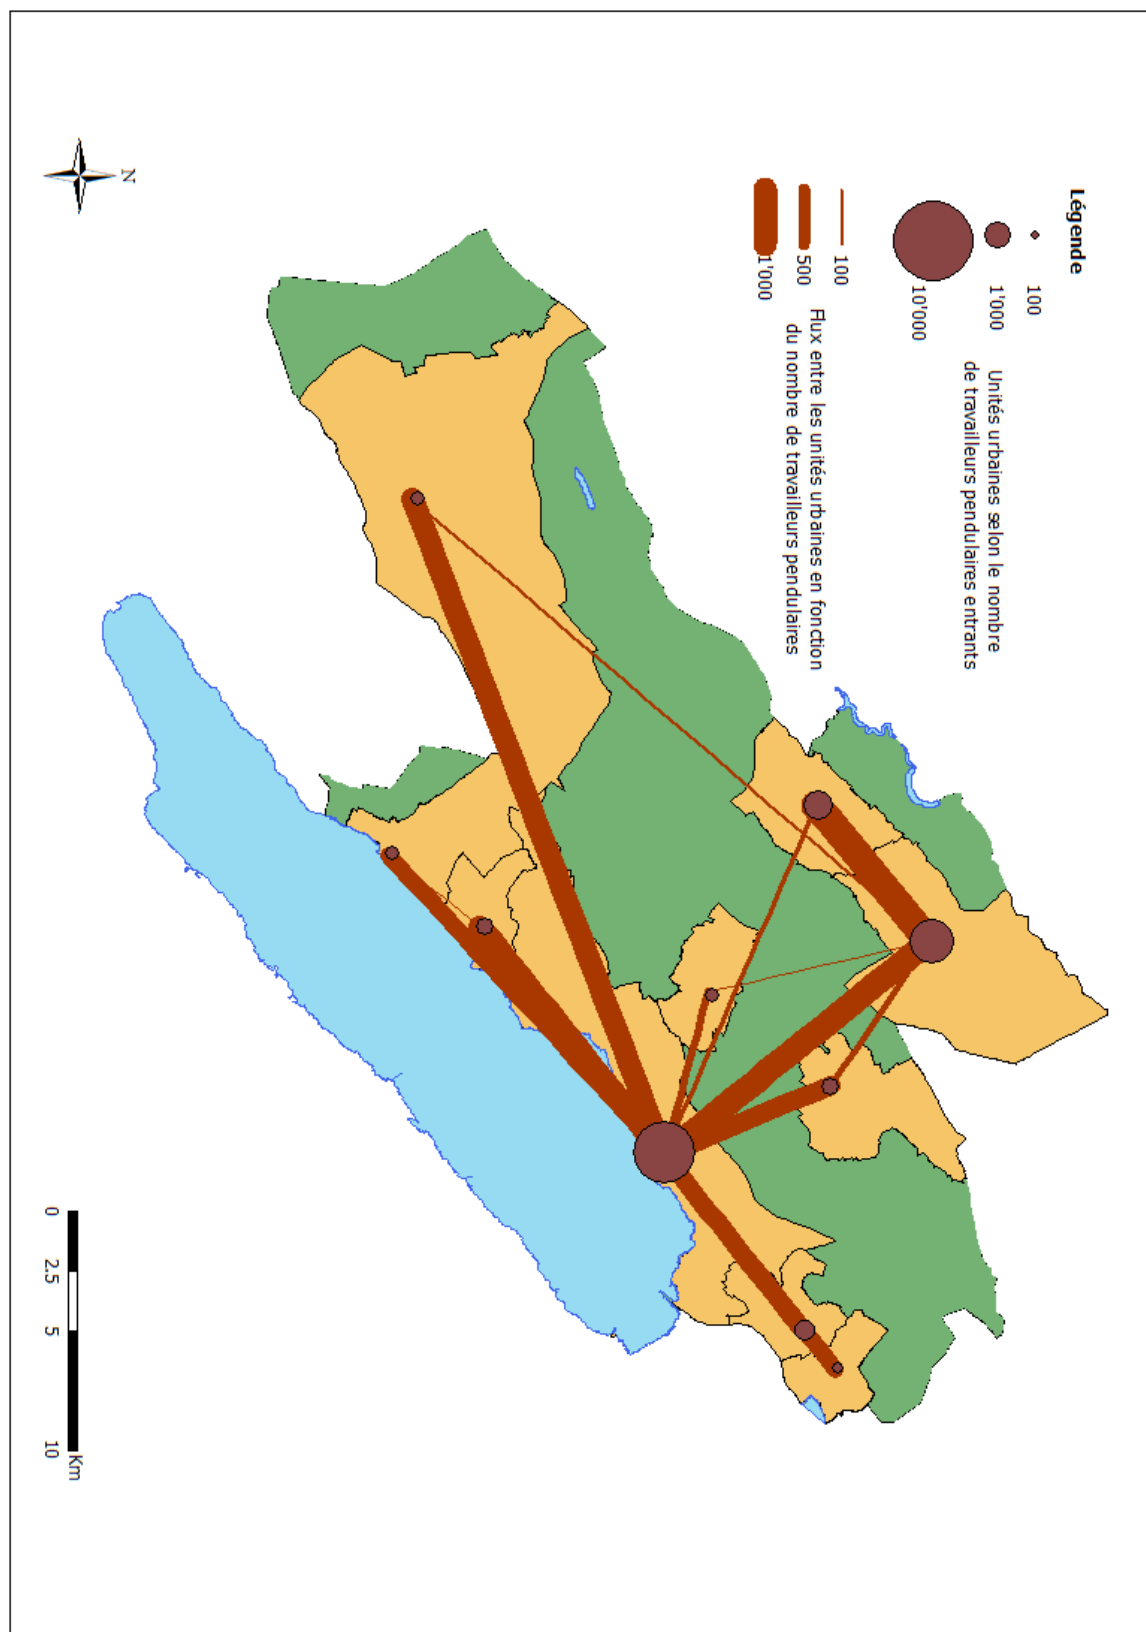 Légende
100
1'000
10'000
Unités urbaines selon le nombre
de travailleurs pendulaires entrants
100
500
1'000
Flux entre les unités urbaines en fonction
du nombre de travailleurs pendulaires
N
0
2.5
5
10
Km